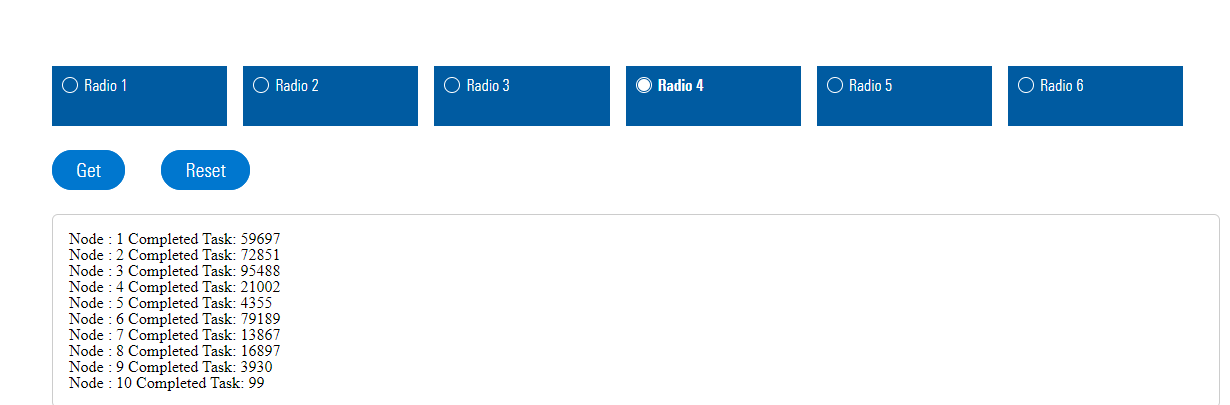 Radio 1 Radio 2 Radio 3 Radio 4 Radio 5 Radio 6
Get Reset
Node : 1 Completed Task: 59697
Node : 2 Completed Task: 72851
Node : 3 Completed Task: 95488
Node : 4 Completed Task: 21002
Node : 5 Completed Task: 4355
Node : 6 Completed Task: 79189
Node : 7 Completed Task: 13867
Node : 8 Completed Task: 16897
Node : 9 Completed Task: 3930
Node : 10 Completed Task: 99